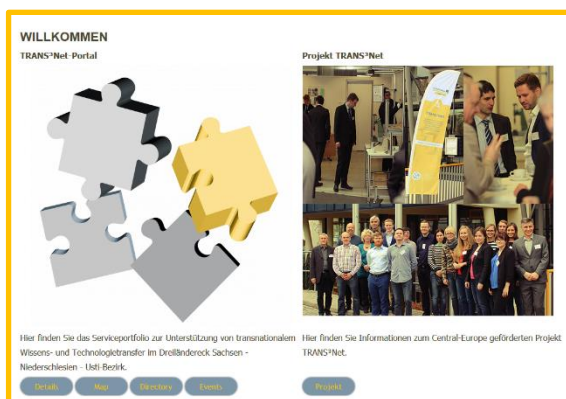 WILLKOMMEN
TRANS³Net-Portal
Projekt TRANS³Net
Hier finden Sie das Serviceportfolio zur Unterstützung von transnationalem
Wissens- und Technologietransfer im Dreiländereck Sachsen -
Niederschlesien - Usti-Bezirk.
Hier finden Sie Informationen zum Central-Europe geförderten Projekt
TRANS³Net.
Details
Map
Directory
Events
Projekt